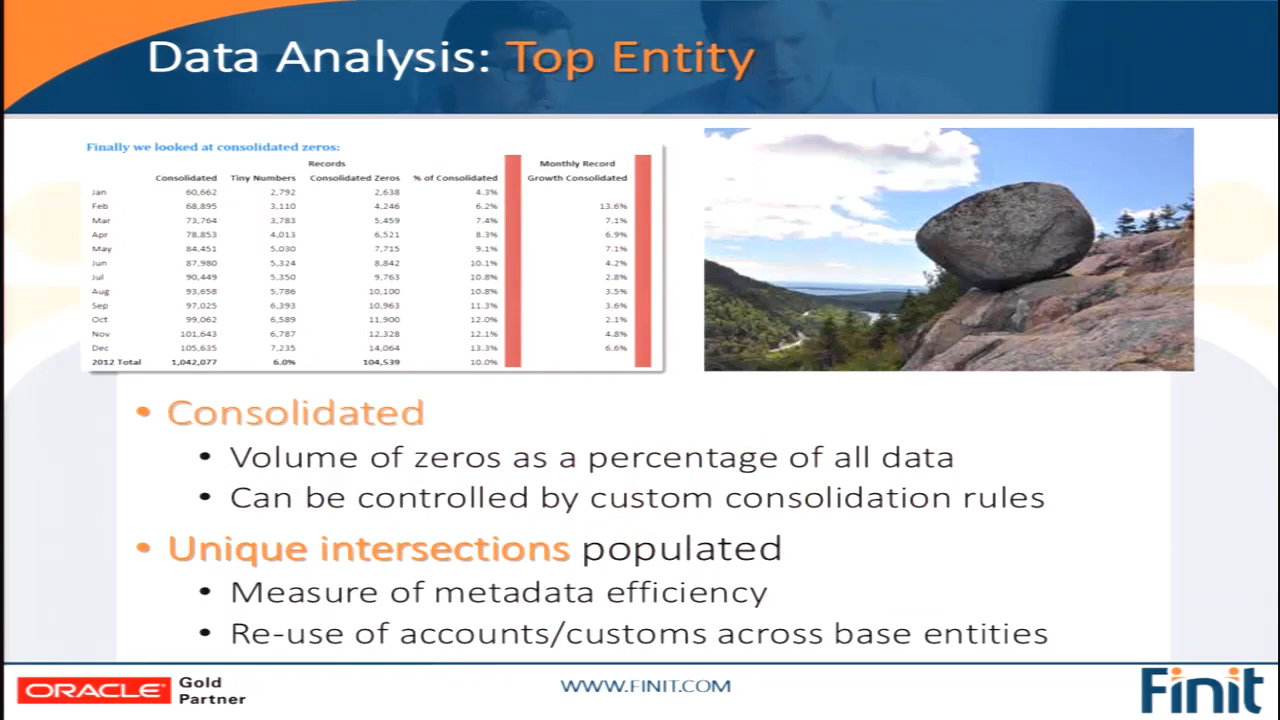 Data Analysis: Top Entity
Finally we looked at consolidated zeros:
Records Monthly Record
Consolidated Tiny Numbers Consolidated Zeros % of Consolidated Growth Consolidated
Jan 60,662 2,792 2,638 4.3%
Feb 68,895 3,110 4,246 6.2% 13.6%
Mar 73,764 3,783 5,459 7.4% 7.1%
Apr 78,853 4,013 6,521 8.3% 6.9%
May 84,451 5,030 7,715 9.1% 7.1%
Jun 87,980 5,324 8,842 10.1% 4.2%
Jul 90,449 5,350 9,763 10.8% 2.8%
Aug 93,658 5,786 10,100 10.8% 3.5%
Sep 97,025 6,393 10,963 11.3% 3.6%
Oct 99,062 6,589 11,900 12.0% 2.1%
Nov 101,643 6,787 12,328 12.1% 4.8%
Dec 105,635 7,235 14,064 13.3% 6.6%
2012 Total 1,042,077 6.0% 104,539 10.0%
• Consolidated
• Volume of zeros as a percentage of all data
• Can be controlled by custom consolidation rules
• Unique intersections populated
• Measure of metadata efficiency
• Re-use of accounts/customs across base entities
ORACLE Gold
Partner
WWW.FINIT.COM
Finit